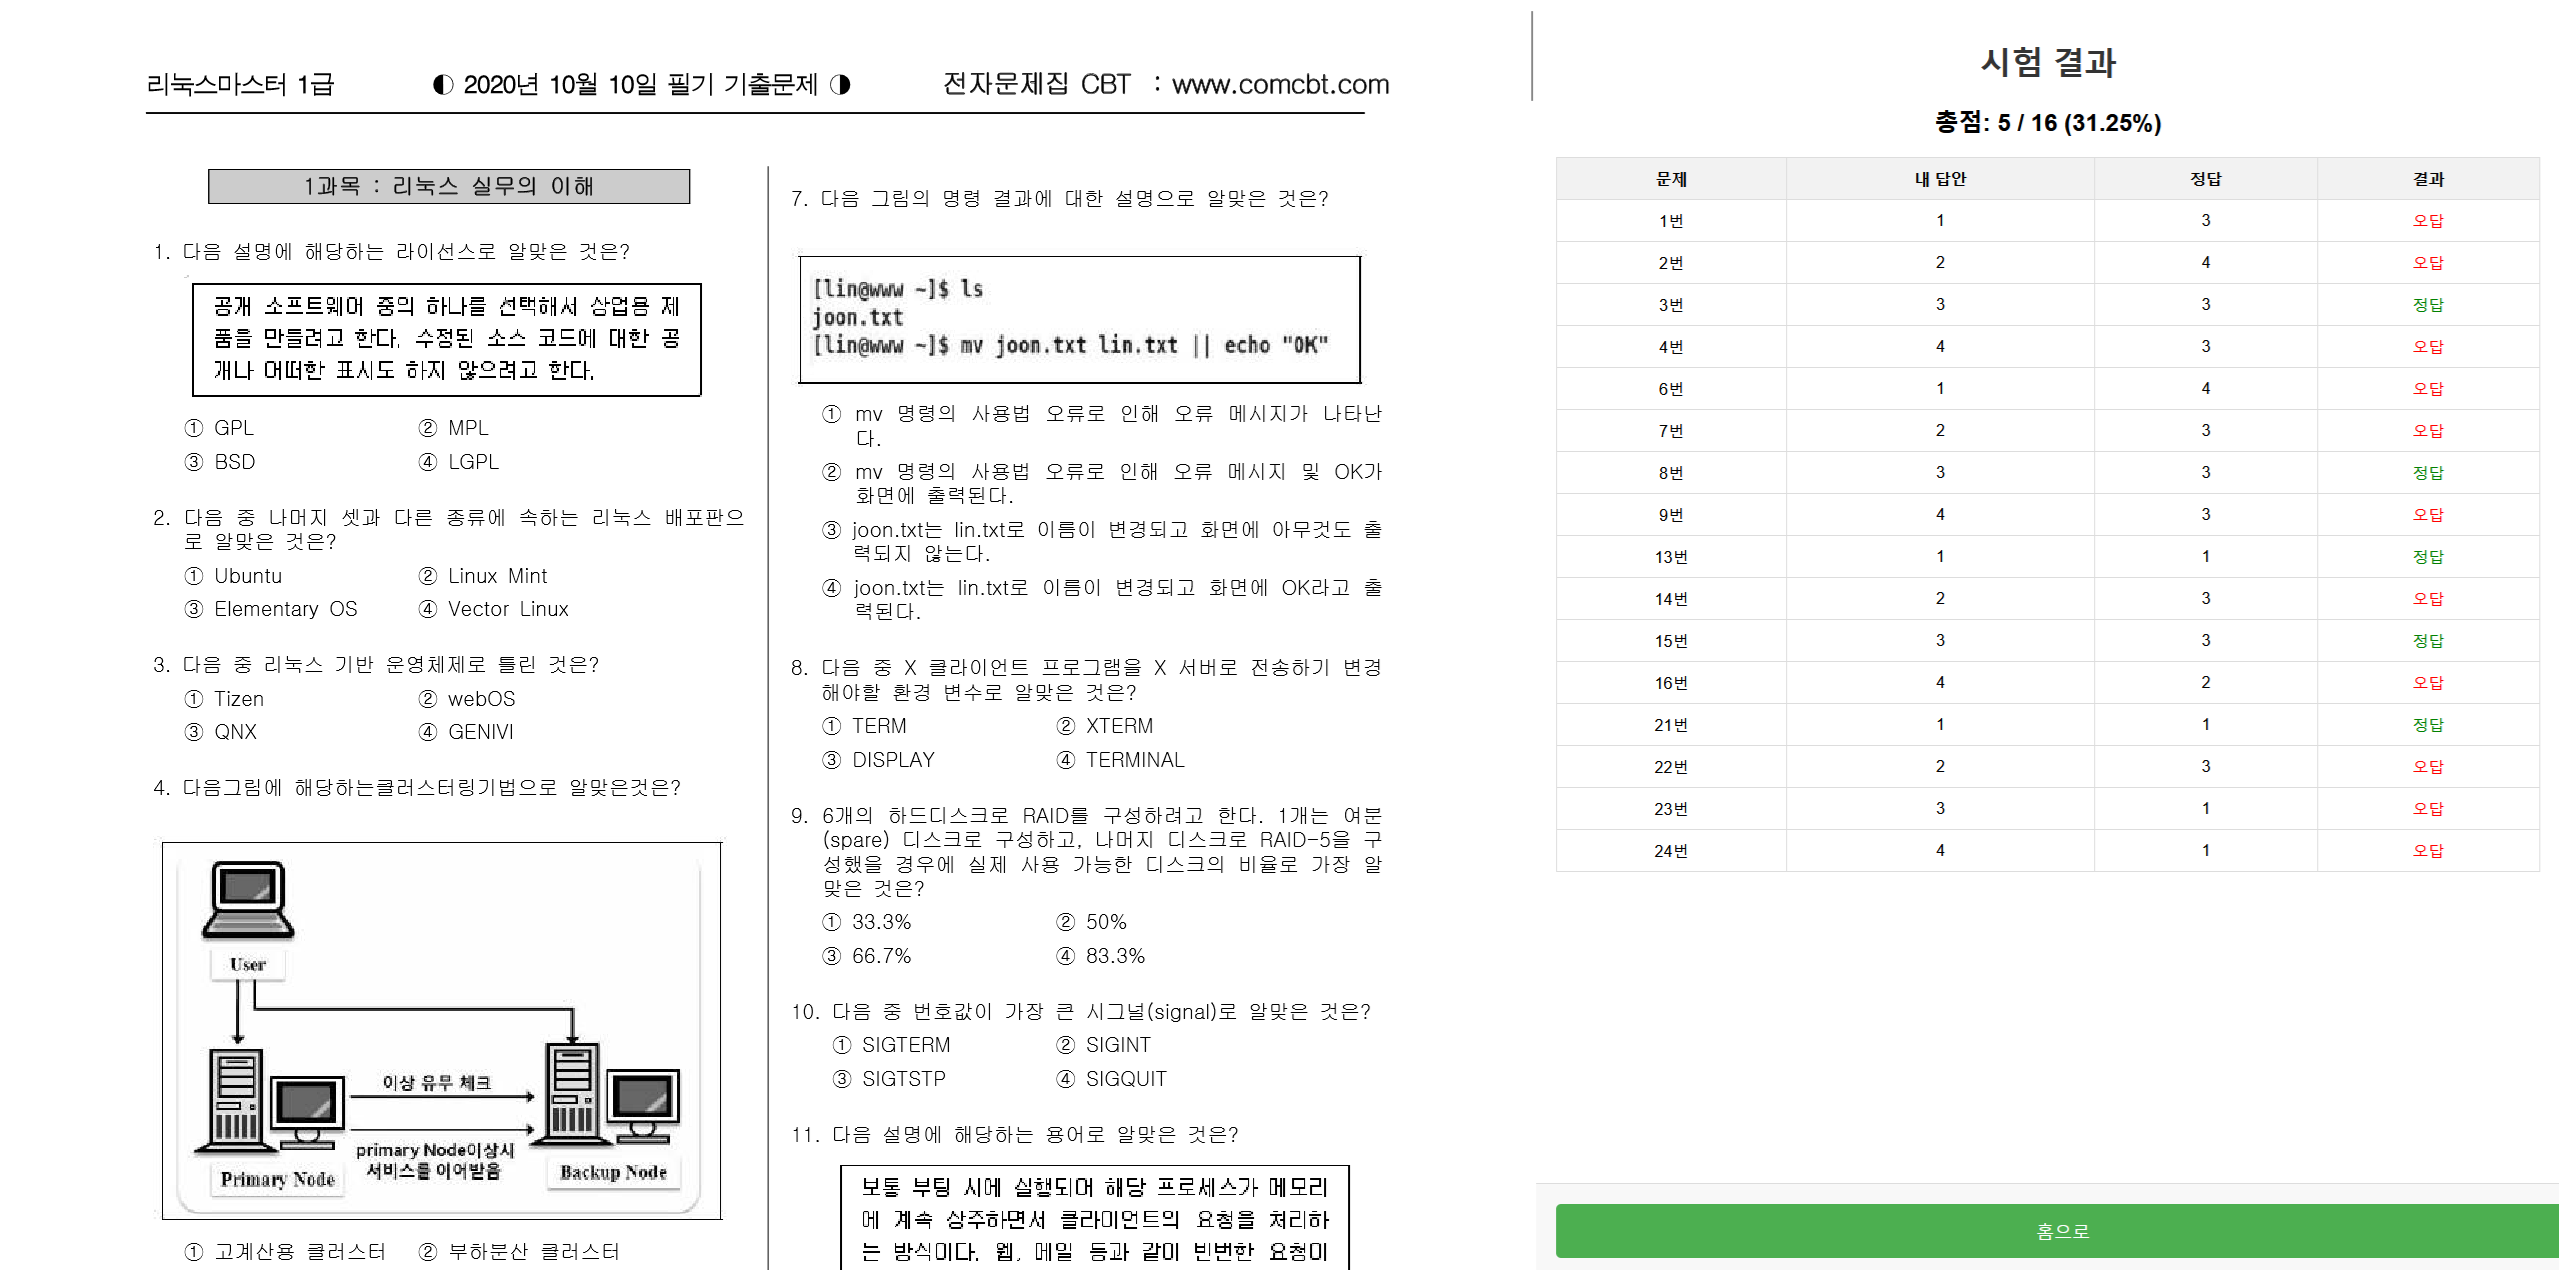 리눅스마스터 1급 ◐ 2020년 10월 10일 필기 기출문제 ◑ 전자문제집 CBT : www.comcbt.com
1과목 : 리눅스 실무의 이해
1. 다음 설명에 해당하는 라이선스로 알맞은 것은?
공개 소프트웨어 중의 하나를 선택해서 상업용 제
품을 만들려고 한다. 수정된 소스 코드에 대한 공
개나 어떠한 표시도 하지 않으려고 한다.
① GPL ② MPL
③ BSD ④ LGPL
2. 다음 중 나머지 셋과 다른 종류에 속하는 리눅스 배포판으
로 알맞은 것은?
① Ubuntu ② Linux Mint
③ Elementary OS ④ Vector Linux
3. 다음 중 리눅스 기반 운영체제로 틀린 것은?
① Tizen ② webOS
③ QNX ④ GENIVI
4. 다음그림에 해당하는클러스터링기법으로 알맞은것은?
User
이상 유무 체크
primary Node이상시
서비스를 이어받음
Primary Node
Backup Node
① 고계산용 클러스터 ② 부하분산 클러스터
7. 다음 그림의 명령 결과에 대한 설명으로 알맞은 것은?
[lin@www ~]$ ls
joon.txt
[lin@www ~]$ mv joon.txt lin.txt || echo "OK"
① mv 명령의 사용법 오류로 인해 오류 메시지가 나타난
다.
② mv 명령의 사용법 오류로 인해 오류 메시지 및 OK가
화면에 출력된다.
③ joon.txt는 lin.txt로 이름이 변경되고 화면에 아무것도 출
력되지 않는다.
④ joon.txt는 lin.txt로 이름이 변경되고 화면에 OK라고 출
력된다.
8. 다음 중 X 클라이언트 프로그램을 X 서버로 전송하기 변경
해야할 환경 변수로 알맞은 것은?
① TERM ② XTERM
③ DISPLAY ④ TERMINAL
9. 6개의 하드디스크로 RAID를 구성하려고 한다. 1개는 여분
(spare) 디스크로 구성하고, 나머지 디스크로 RAID-5을 구
성했을 경우에 실제 사용 가능한 디스크의 비율로 가장 알
맞은 것은?
① 33.3% ② 50%
③ 66.7% ④ 83.3%
10. 다음 중 번호값이 가장 큰 시그널(signal)로 알맞은 것은?
① SIGTERM ② SIGINT
③ SIGTSTP ④ SIGQUIT
11. 다음 설명에 해당하는 용어로 알맞은 것은?
보통 부팅 시에 실행되어 해당 프로세스가 메모리
에 계속 상주하면서 클라이언트의 요청을 처리하
는 방식이다. 웹, 메일 등과 같이 빈번한 요청이
시험 결과
총점: 5 / 16 (31.25%)
문제 내 답안 정답 결과
1번 1 3 오답
2번 2 4 오답
3번 3 3 정답
4번 4 3 오답
6번 1 4 오답
7번 2 3 오답
8번 3 3 정답
9번 4 3 오답
13번 1 1 정답
14번 2 3 오답
15번 3 3 정답
16번 4 2 오답
21번 1 1 정답
22번 2 3 오답
23번 3 1 오답
24번 4 1 오답
홈으로